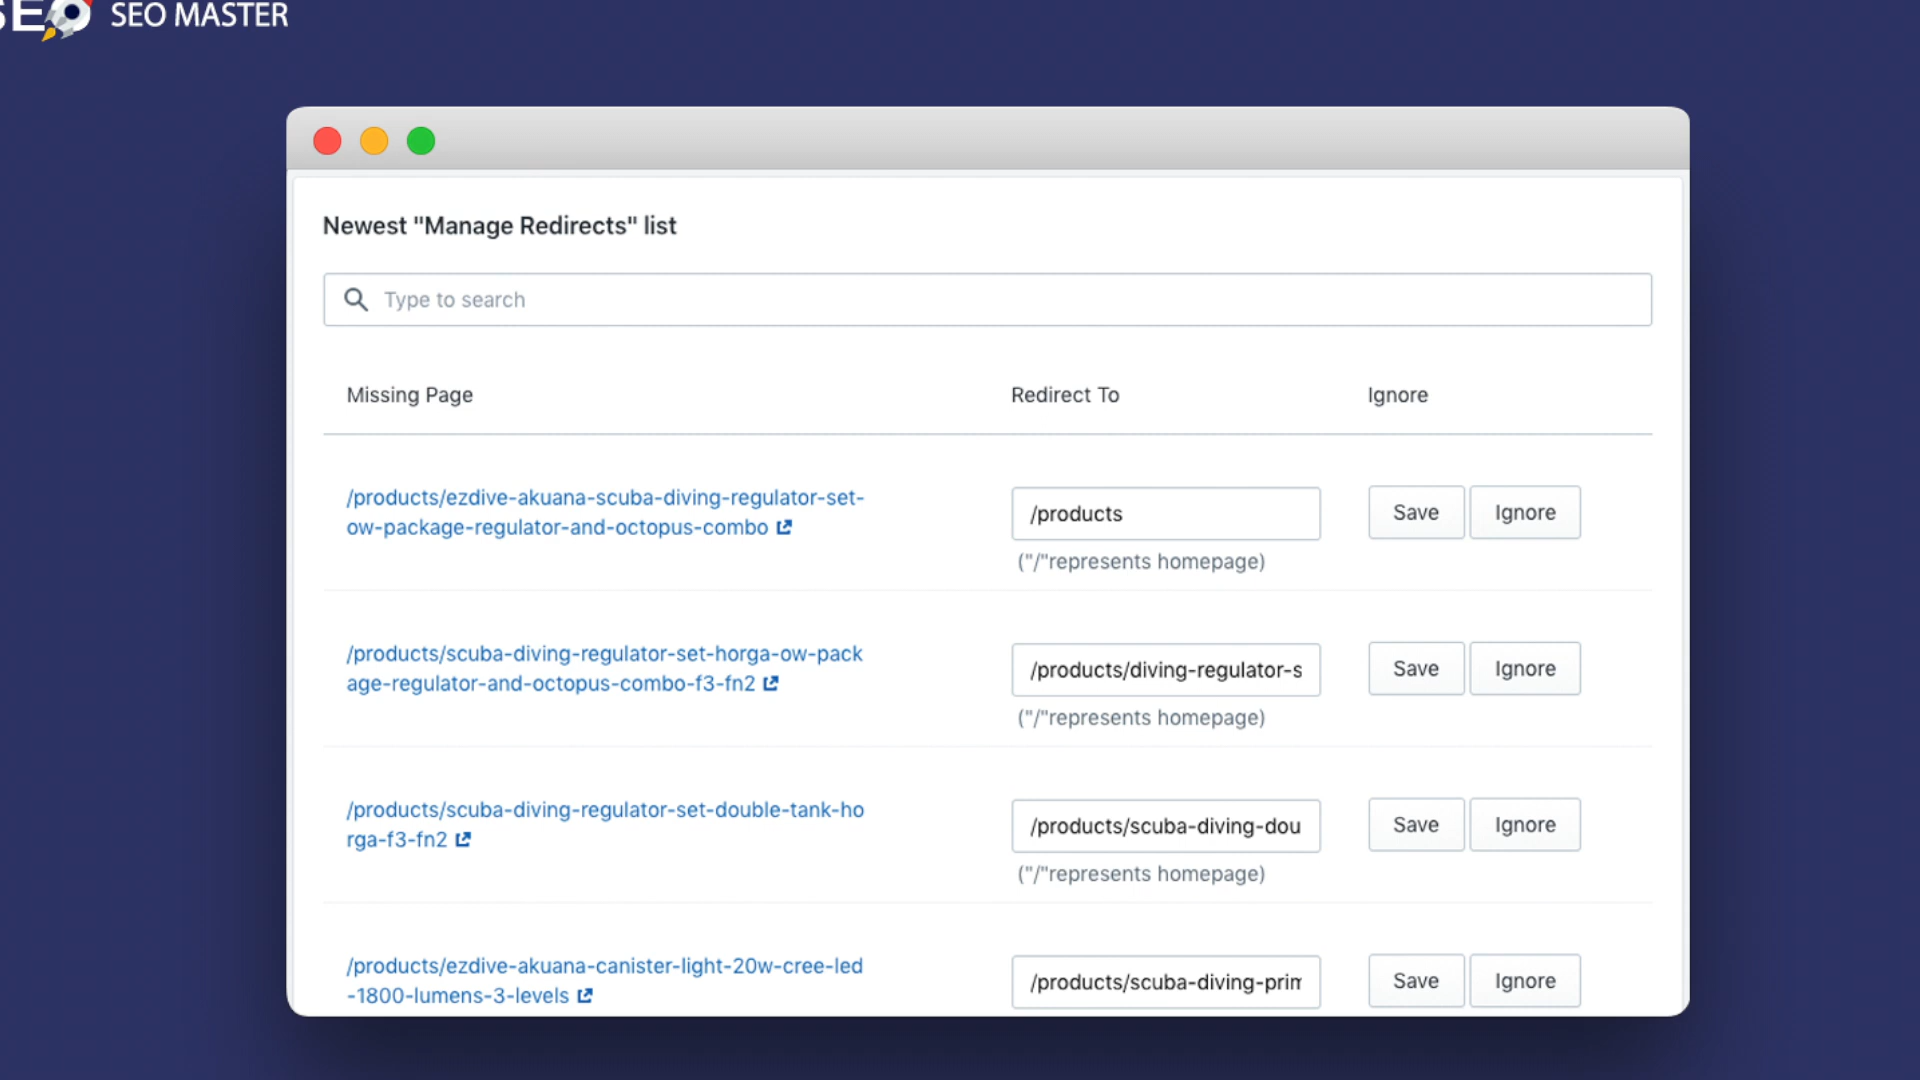 SEO SEO MASTER
Newest "Manage Redirects" list
Type to search
Missing Page Redirect To Ignore
/products/ezdive-akuana-scuba-diving-regulator-set-
ow-package-regulator-and-octopus-combo
/products
Save Ignore
("/"represents homepage)
/products/scuba-diving-regulator-set-horga-ow-pack
age-regulator-and-octopus-combo-f3-fn2
/products/diving-regulator-s
Save Ignore
("/"represents homepage)
/products/scuba-diving-regulator-set-double-tank-ho
rga-f3-fn2
/products/scuba-diving-dou
Save Ignore
("/"represents homepage)
/products/ezdive-akuana-canister-light-20w-cree-led
-1800-lumens-3-levels
/products/scuba-diving-prim
Save Ignore